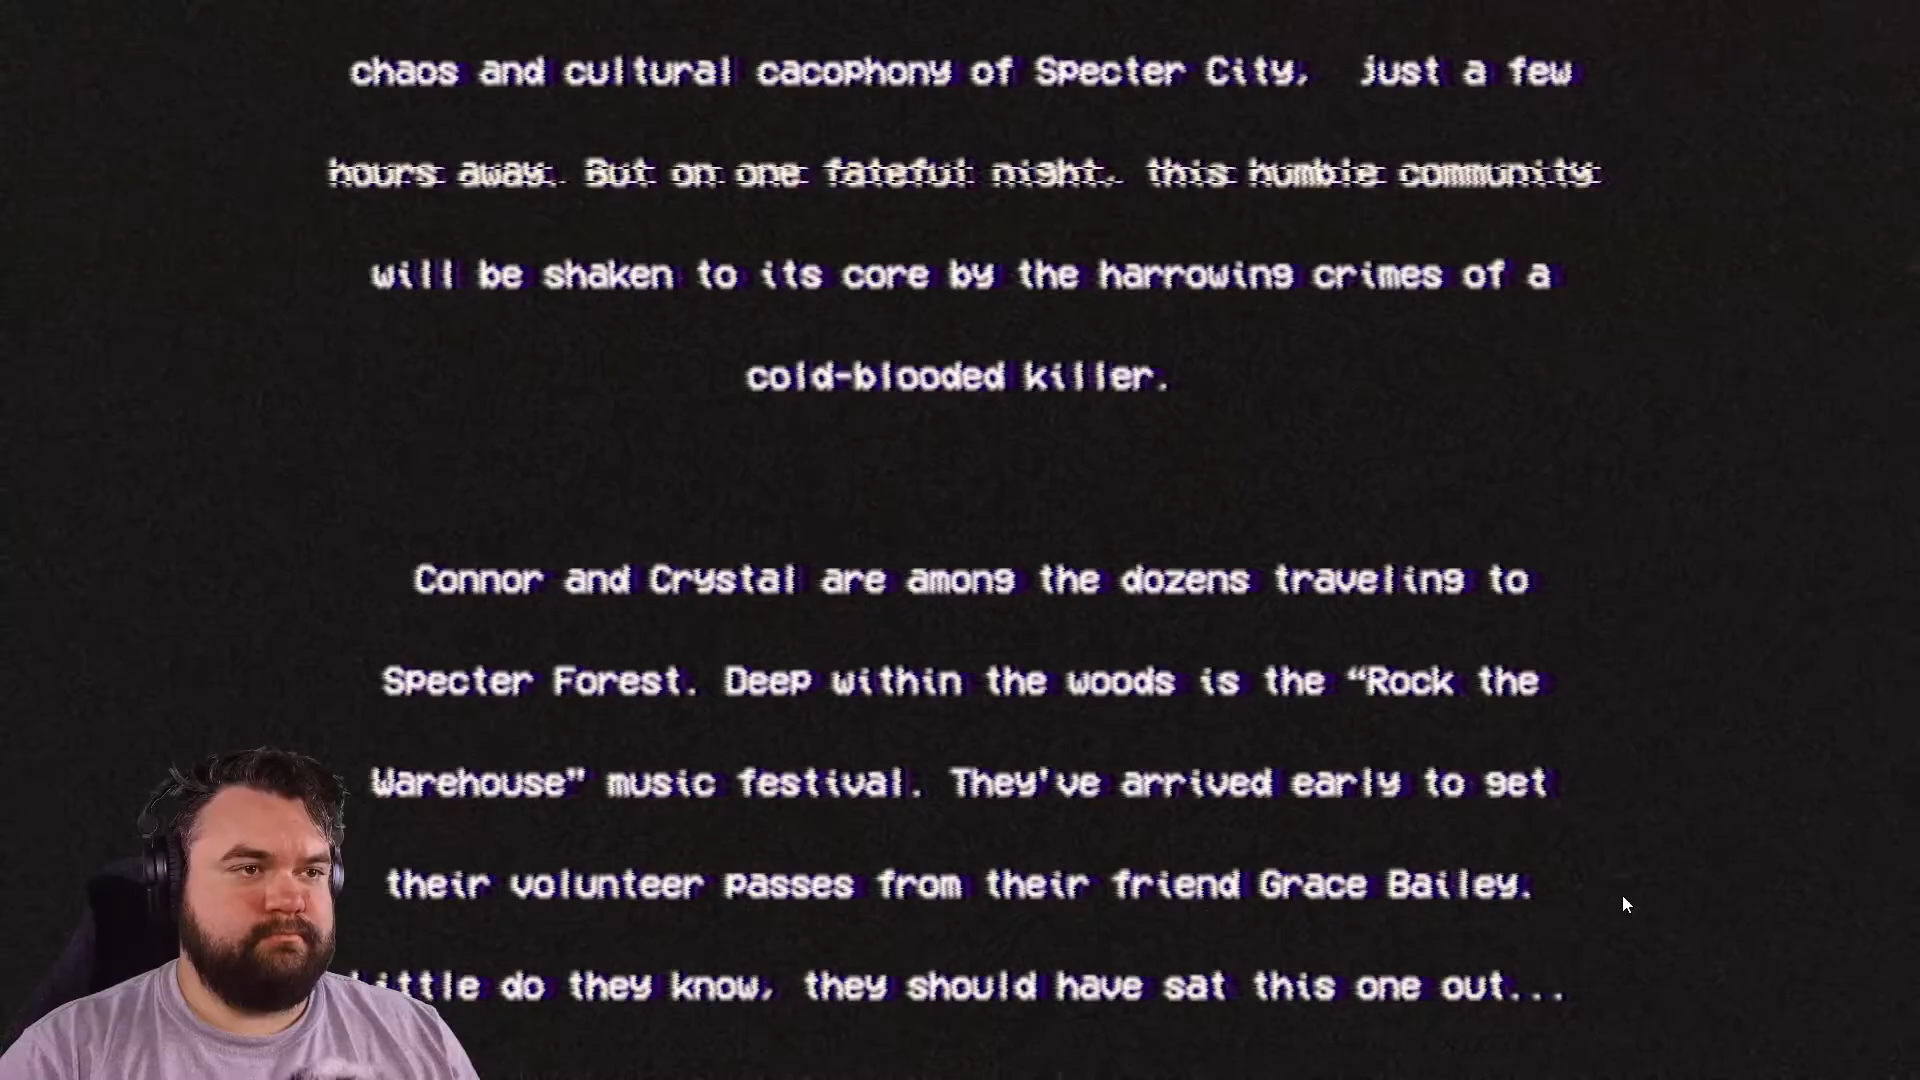 chaos and cultural cacophony of Specter City, just a few
hours away. But on one fateful night, this humble community
will be shaken to its core by the harrowing crimes of a
cold-blooded killer.
Connor and Crystal are among the dozens traveling to
Specter Forest. Deep within the woods is the “Rock the
Warehouse" music festival. They've arrived early to get
their volunteer passes from their friend Grace Bailey.
Little do they know, they should have sat this one out...